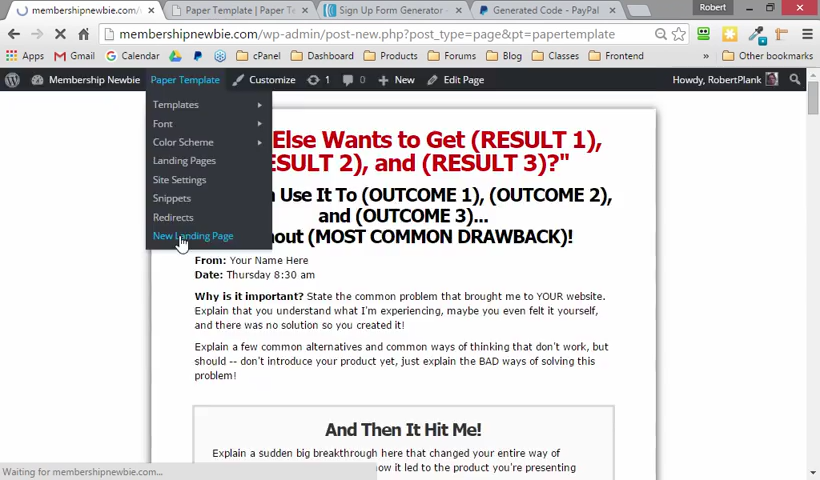 Robert
membershipnewbie.com/w
Paper Template | Paper Te
Sign Up Form Generator -
Generated Code - PayPal
membershipnewbie.com/wp-admin/post-new.php?post_type=page&pt=papertemplate
Apps
Gmail
Calendar
cPanel
Dashboard
Products
Forums
Blog
Classes
Frontend
»
Other bookmarks
Membership Newbie
Paper Template
Customize
1
0
New
Edit Page
Howdy, RobertPlank
Templates
Font
Color Scheme
Landing Pages
Site Settings
Snippets
Redirects
New Landing Page
Else Wants to Get (RESULT 1),
ESULT 2), and (RESULT 3)?"
Use It To (OUTCOME 1), (OUTCOME 2),
and (OUTCOME 3)...
hout (MOST COMMON DRAWBACK)!
From: Your Name Here
Date: Thursday 8:30 am
Why is it important? State the common problem that brought me to YOUR website.
Explain that you understand what I'm experiencing, maybe you even felt it yourself,
and there was no solution so you created it!
Explain a few common alternatives and common ways of thinking that don't work, but
should -- don't introduce your product yet, just explain the BAD ways of solving this
problem!
And Then It Hit Me!
Explain a sudden big breakthrough here that changed your entire way of
ow it led to the product you're presenting
Waiting for membershipnewbie.com...